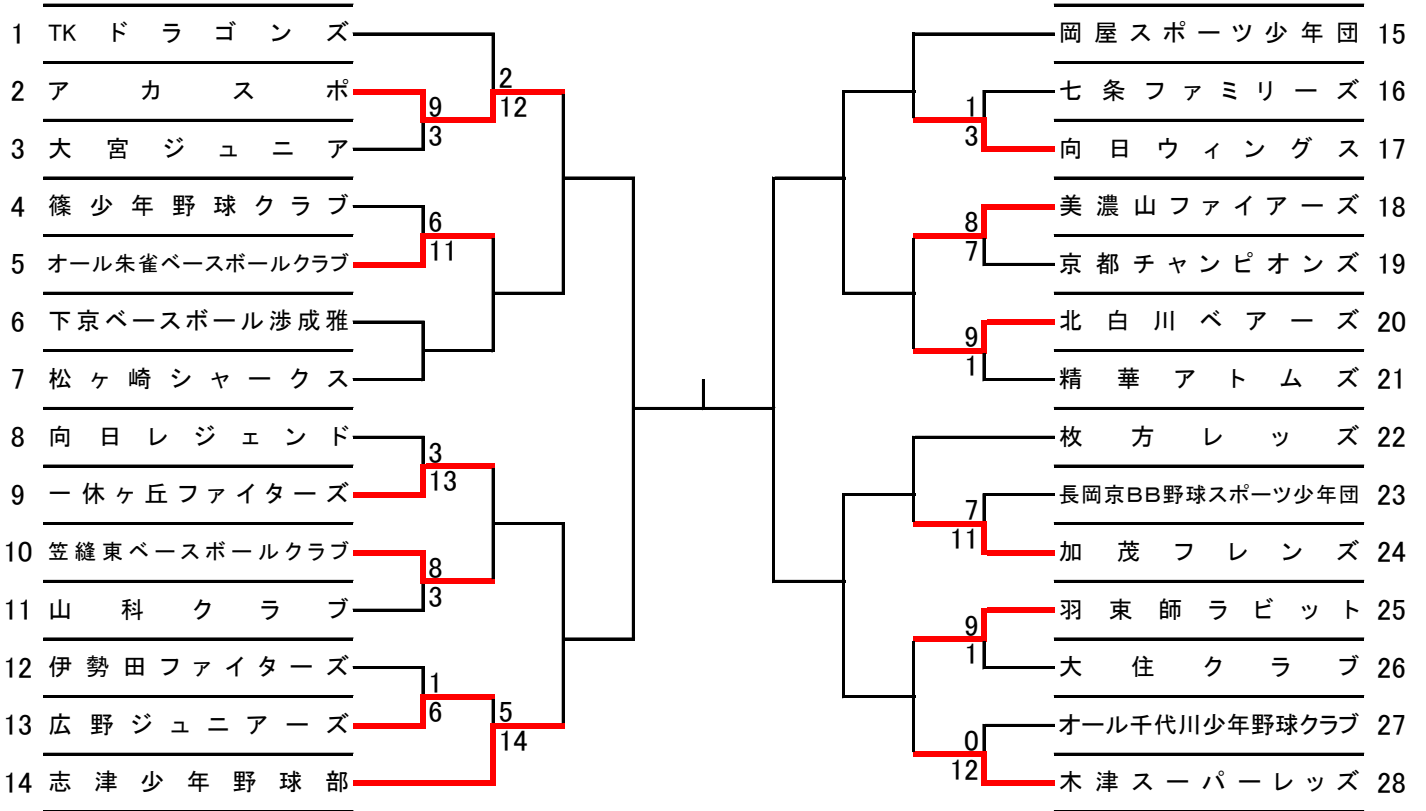 1 TKドラゴンズ
2 アカスポ
3 大宮ジュニア
4 篠少年野球クラブ
5 オール朱雀ベースボールクラブ
6 下京ベースボール渉成雅
7 松ヶ崎シャークス
8 向日レジェンド
9 一休ヶ丘ファイターズ
10 笠縫東ベースボールクラブ
11 山科クラブ
12 伊勢田ファイターズ
13 広野ジュニアーズ
14 志津少年野球部
9
3
6
11
3
13
8
3
1
6
2
12
5
14
1
3
8
7
9
1
7
11
9
1
0
12
岡屋スポーツ少年団 15
七条ファミリーズ 16
向日ウィングス 17
美濃山ファイアーズ 18
京都チャンピオンズ 19
北白川ベアーズ 20
精華アトムズ 21
枚方レッズ 22
長岡京BB野球スポーツ少年団 23
加茂フレンズ 24
羽束師ラビット 25
大住クラブ 26
オール千代川少年野球クラブ 27
木津スーパーレッズ 28